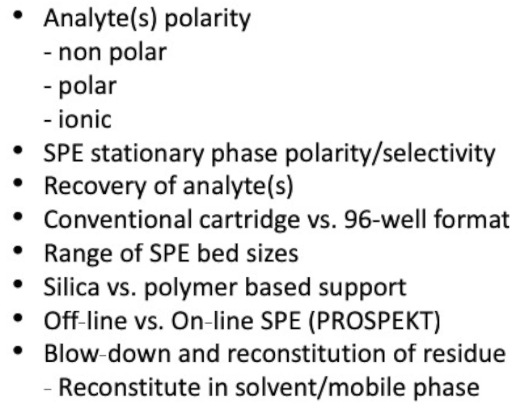 • Analyte(s) polarity
- non polar
- polar
- ionic
• SPE stationary phase polarity/selectivity
• Recovery of analyte(s)
• Conventional cartridge vs. 96-well format
• Range of SPE bed sizes
• Silica vs. polymer based support
• Off-line vs. On-line SPE (PROSPEKT)
• Blow-down and reconstitution of residue
- Reconstitute in solvent/mobile phase